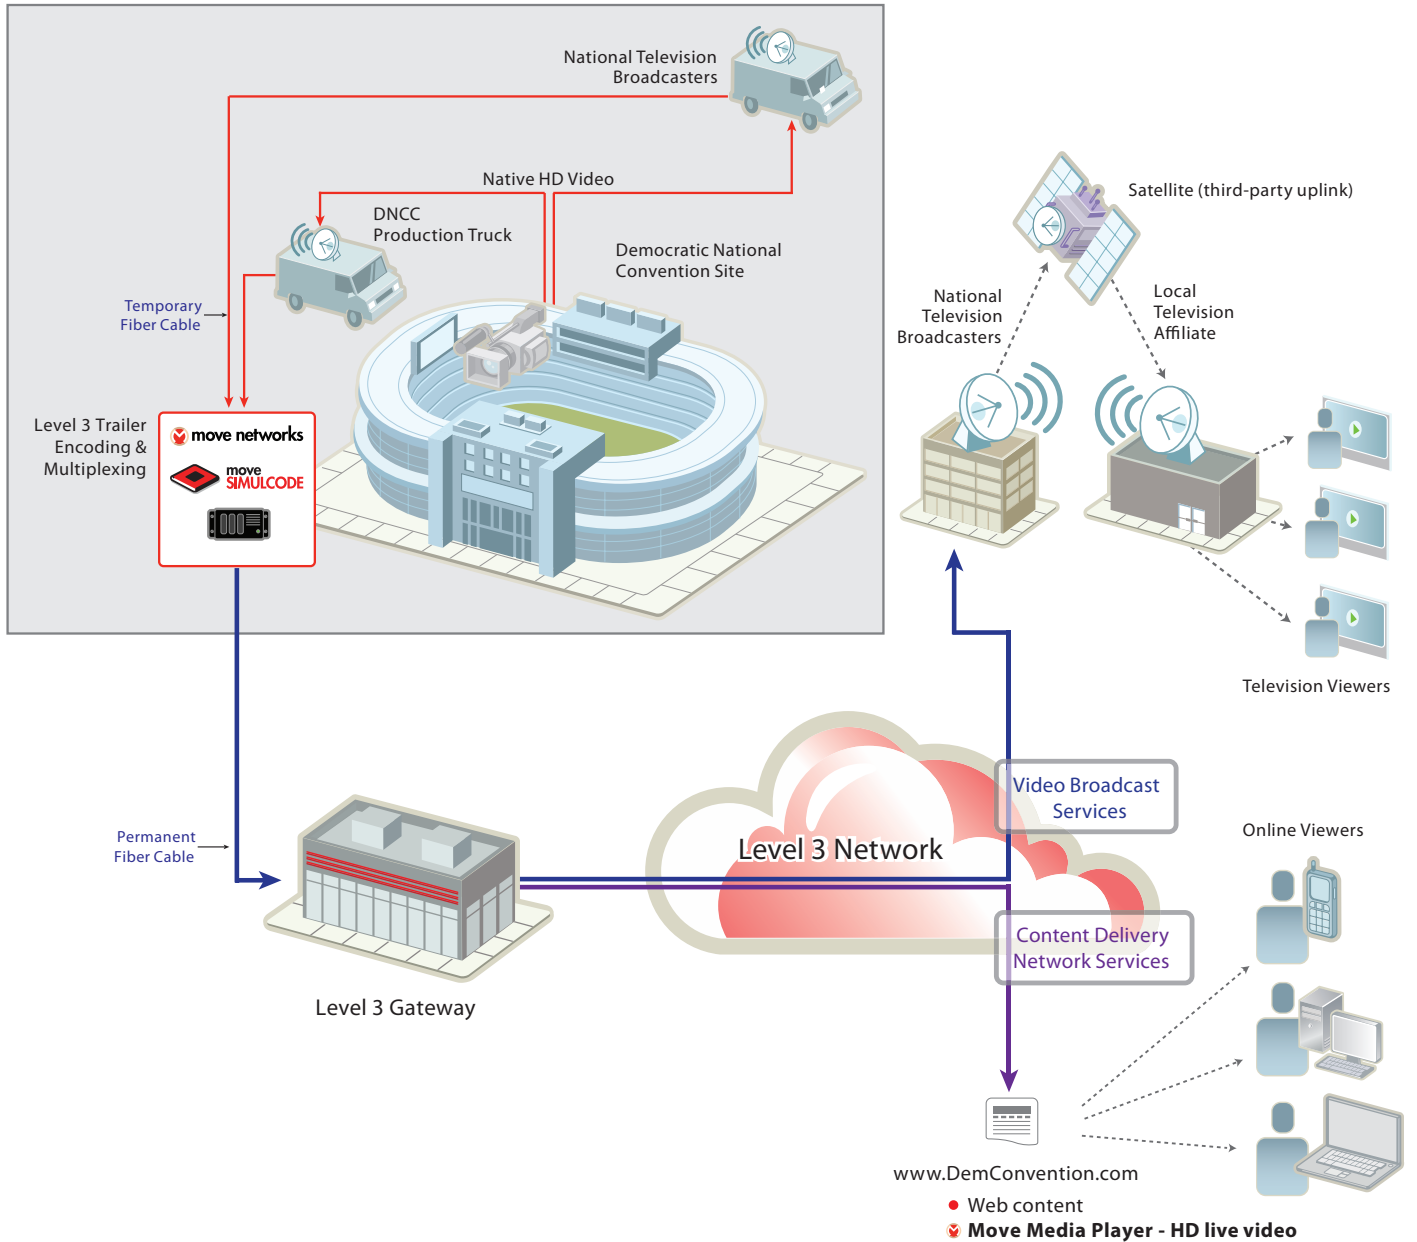 National Television
Broadcasters
Native HD Video
DNCC
Production Truck
Democratic National
Convention Site
Temporary
Fiber Cable
Level 3 Trailer
Encoding &
Multiplexing
move networks
move
SIMULCODE
Satellite (third-party uplink)
National
Television
Broadcasters
Local
Television
Affiliate
Television Viewers
Permanent
Fiber Cable
Level 3 Gateway
Level 3 Network
Video Broadcast
Services
Content Delivery
Network Services
Online Viewers
www.DemConvention.com
Web content
Move Media Player - HD live video